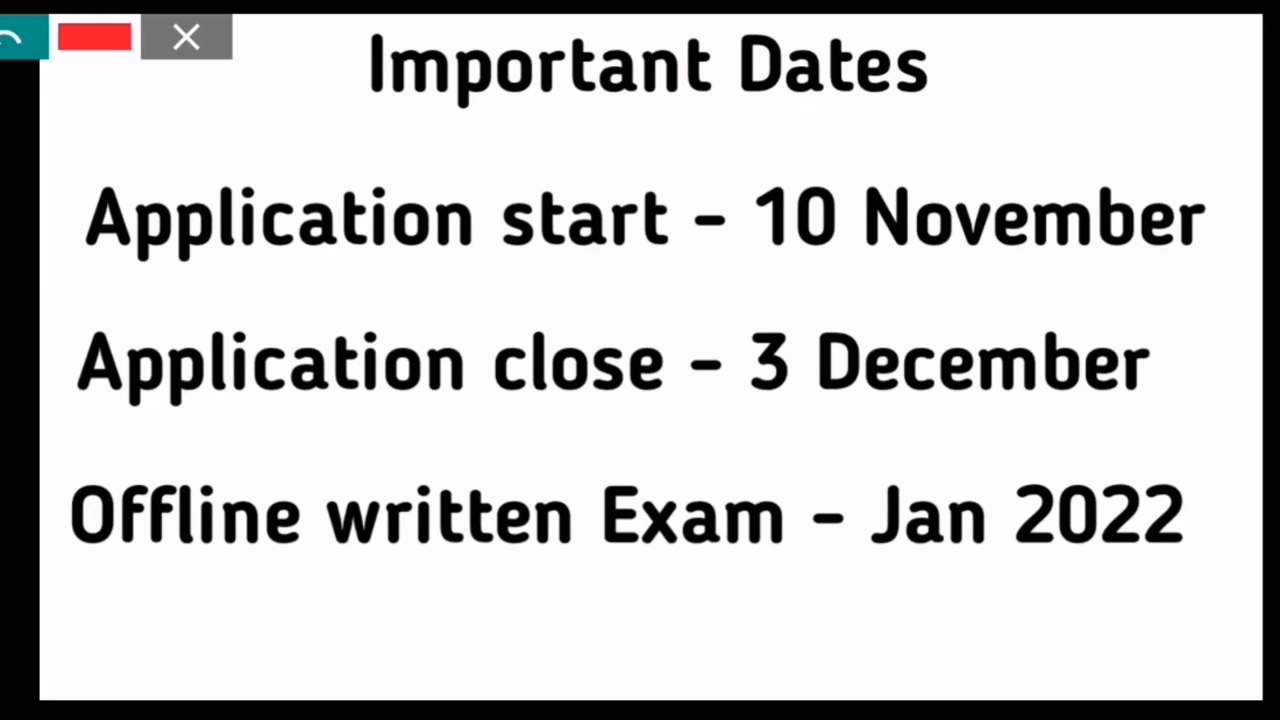 Important Dates
Application start - 10 November
Application close - 3 December
Offline written Exam - Jan 2022